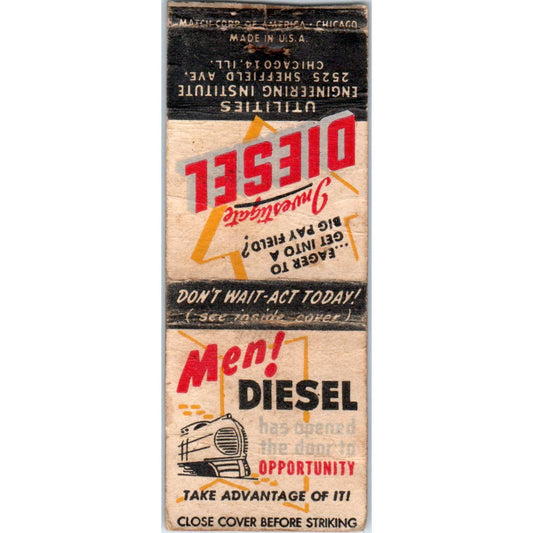 MATCH CORP. OF AMERICA · CHICAGO
MADE IN U.S.A.
UTILITIES
ENGINEERING INSTITUTE
2525 SHEFFIELD AVE,
CHICAGO 14, ILL.
...EAGER TO
GET INTO A
BIG PAY FIELD?
Investigate
DIESEL
DON'T WAIT-ACT TODAY!
(see inside cover)
Men!
DIESEL
has opened
the door to
OPPORTUNITY
TAKE ADVANTAGE OF IT!
CLOSE COVER BEFORE STRIKING